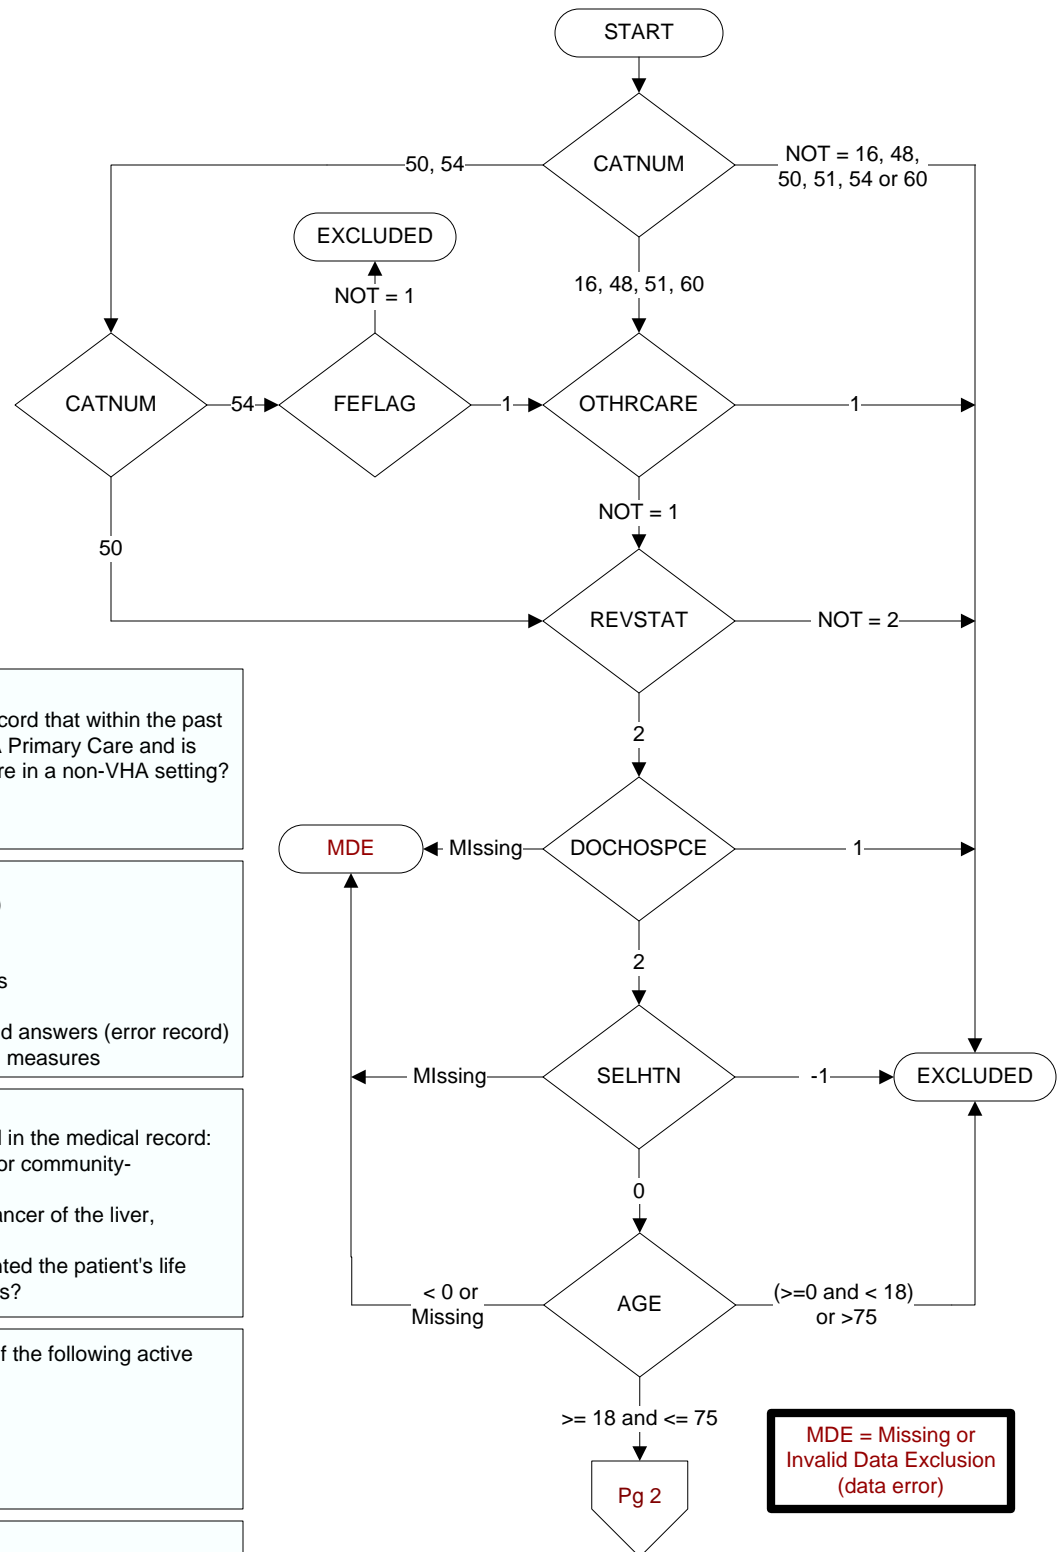 START
CATNUM
50, 54
NOT = 16, 48,
50, 51, 54 or 60
EXCLUDED
NOT = 1
16, 48, 51, 60
CATNUM
54
FEFLAG
1
OTHRCARE
1
NOT = 1
50
REVSTAT
NOT = 2
2
cord that within the past
Primary Care and is
re in a non-VHA setting?
MDE
MIssing
DOCHOSPCE
1
2
s
d answers (error record)
measures
MIssing
SELHTN
-1
EXCLUDED
0
l in the medical record:
or community-
ancer of the liver,
nted the patient's life
s?
< 0 or
Missing
AGE
(>=0 and < 18)
or >75
f the following active
>= 18 and <= 75
Pg 2
MDE = Missing or
Invalid Data Exclusion
(data error)